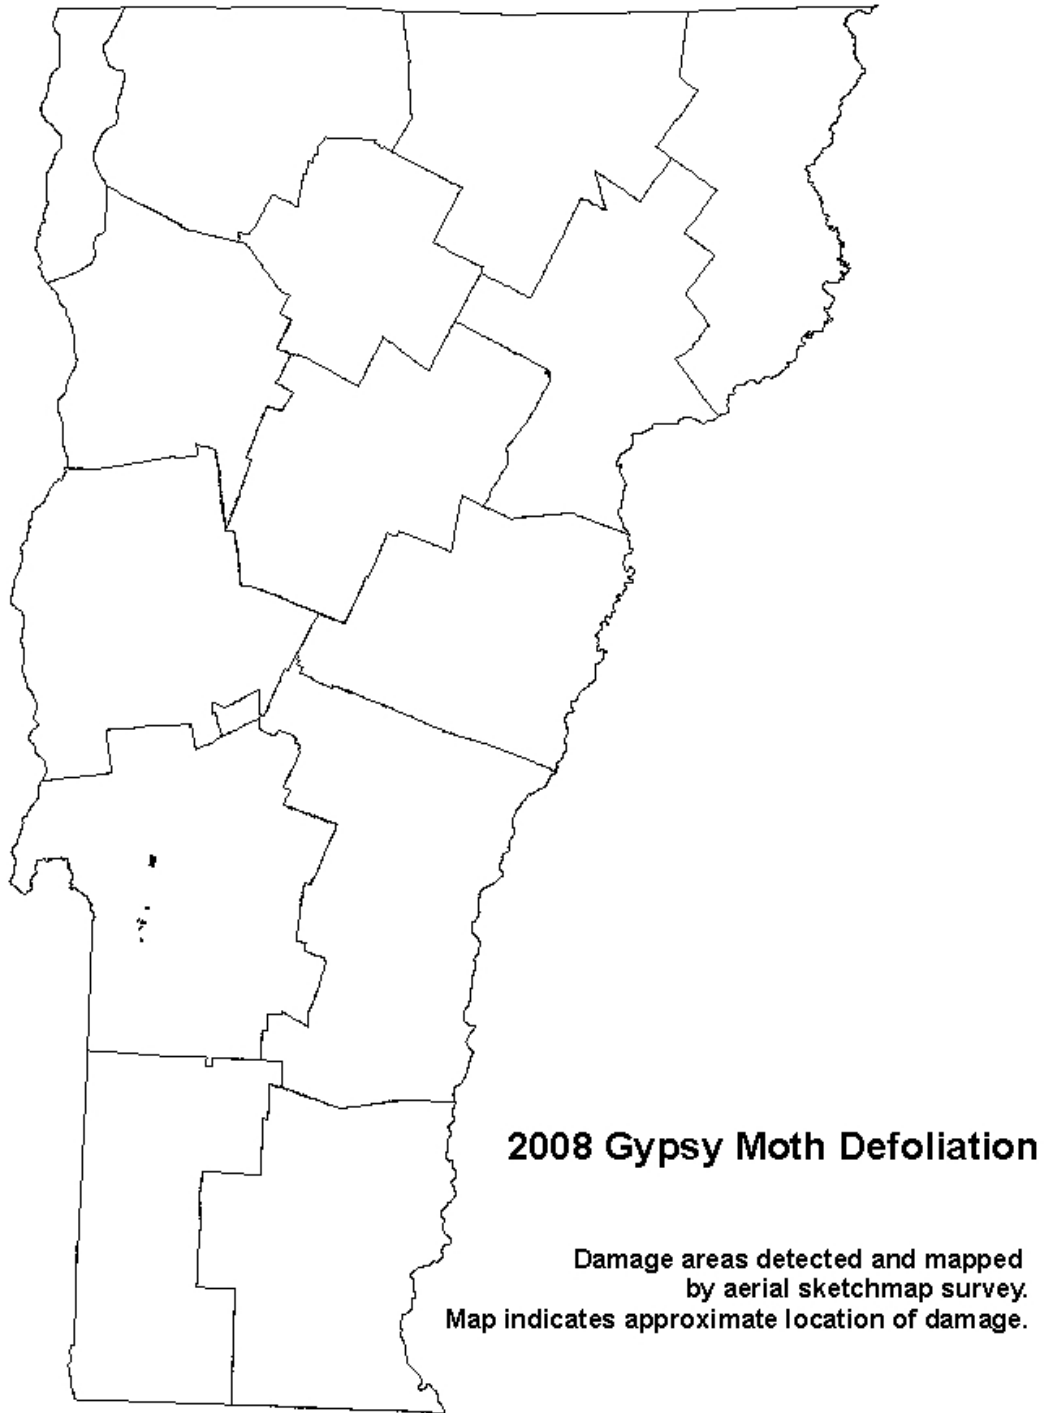 2008 Gypsy Moth Defoliation
Damage areas detected and mapped
by aerial sketchmap survey.
Map indicates approximate location of damage.